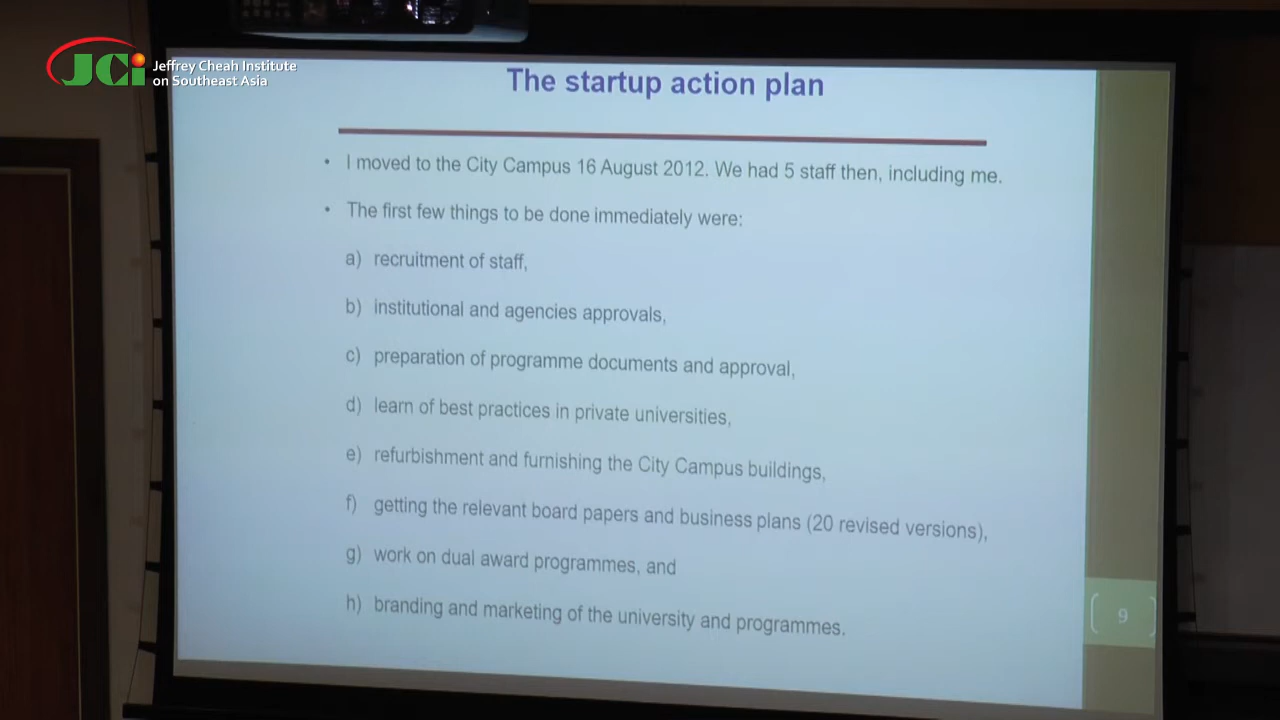 JCi Jeffrey Cheah Institute
on Southeast Asia
The startup action plan
• I moved to the City Campus 16 August 2012. We had 5 staff then, including me.
• The first few things to be done immediately were:
a) recruitment of staff,
b) institutional and agencies approvals,
c) preparation of programme documents and approval,
d) learn of best practices in private universities,
e) refurbishment and furnishing the City Campus buildings,
f) getting the relevant board papers and business plans (20 revised versions),
g) work on dual award programmes, and
h) branding and marketing of the university and programmes.
9